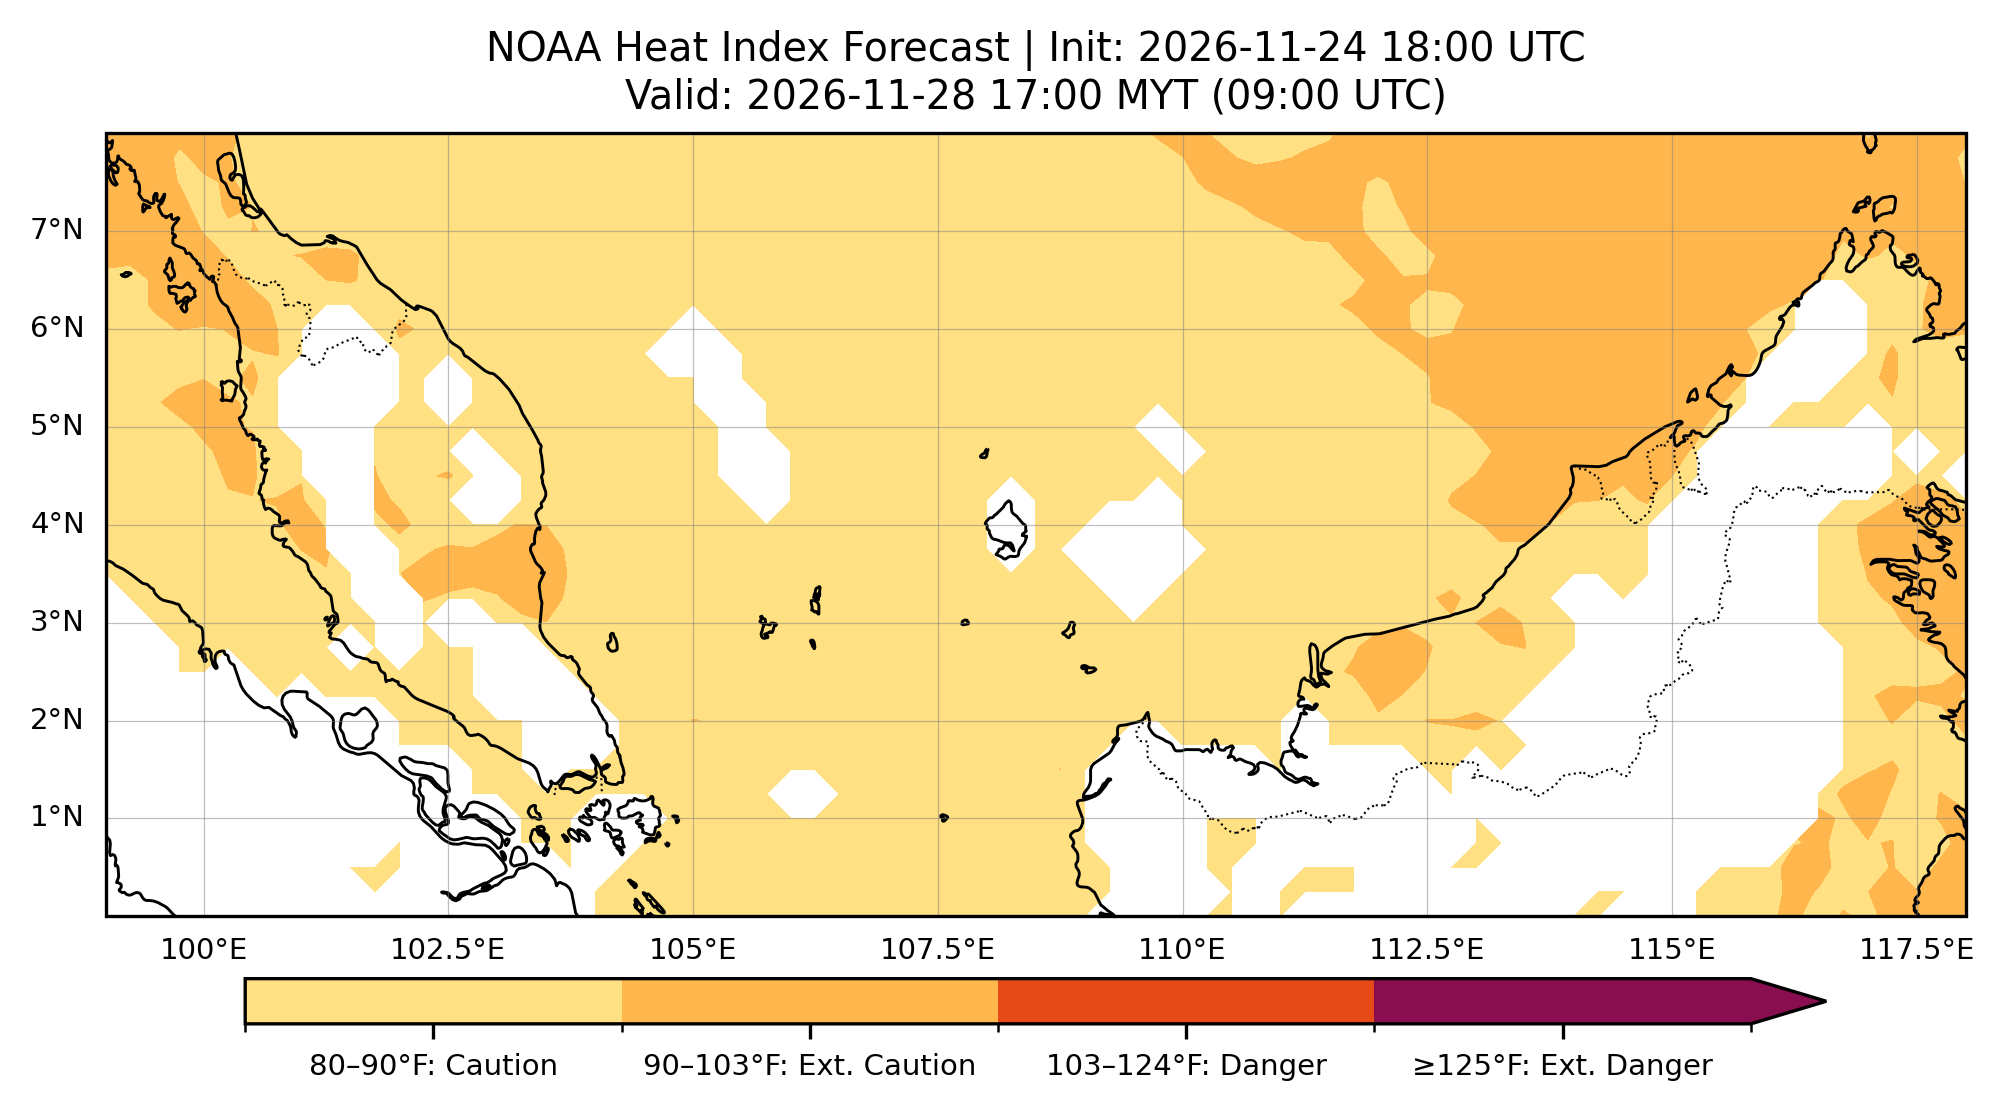 NOAA Heat Index Forecast | Init: 2026-11-24 18:00 UTC
Valid: 2026-11-28 17:00 MYT (09:00 UTC)
7°N
6°N
5°N
4°N
3°N
2°N
1°N
100°E
102.5°E
105°E
107.5°E
110°E
112.5°E
115°E
117.5°E
80–90°F: Caution
90–103°F: Ext. Caution
103–124°F: Danger
≥125°F: Ext. Danger